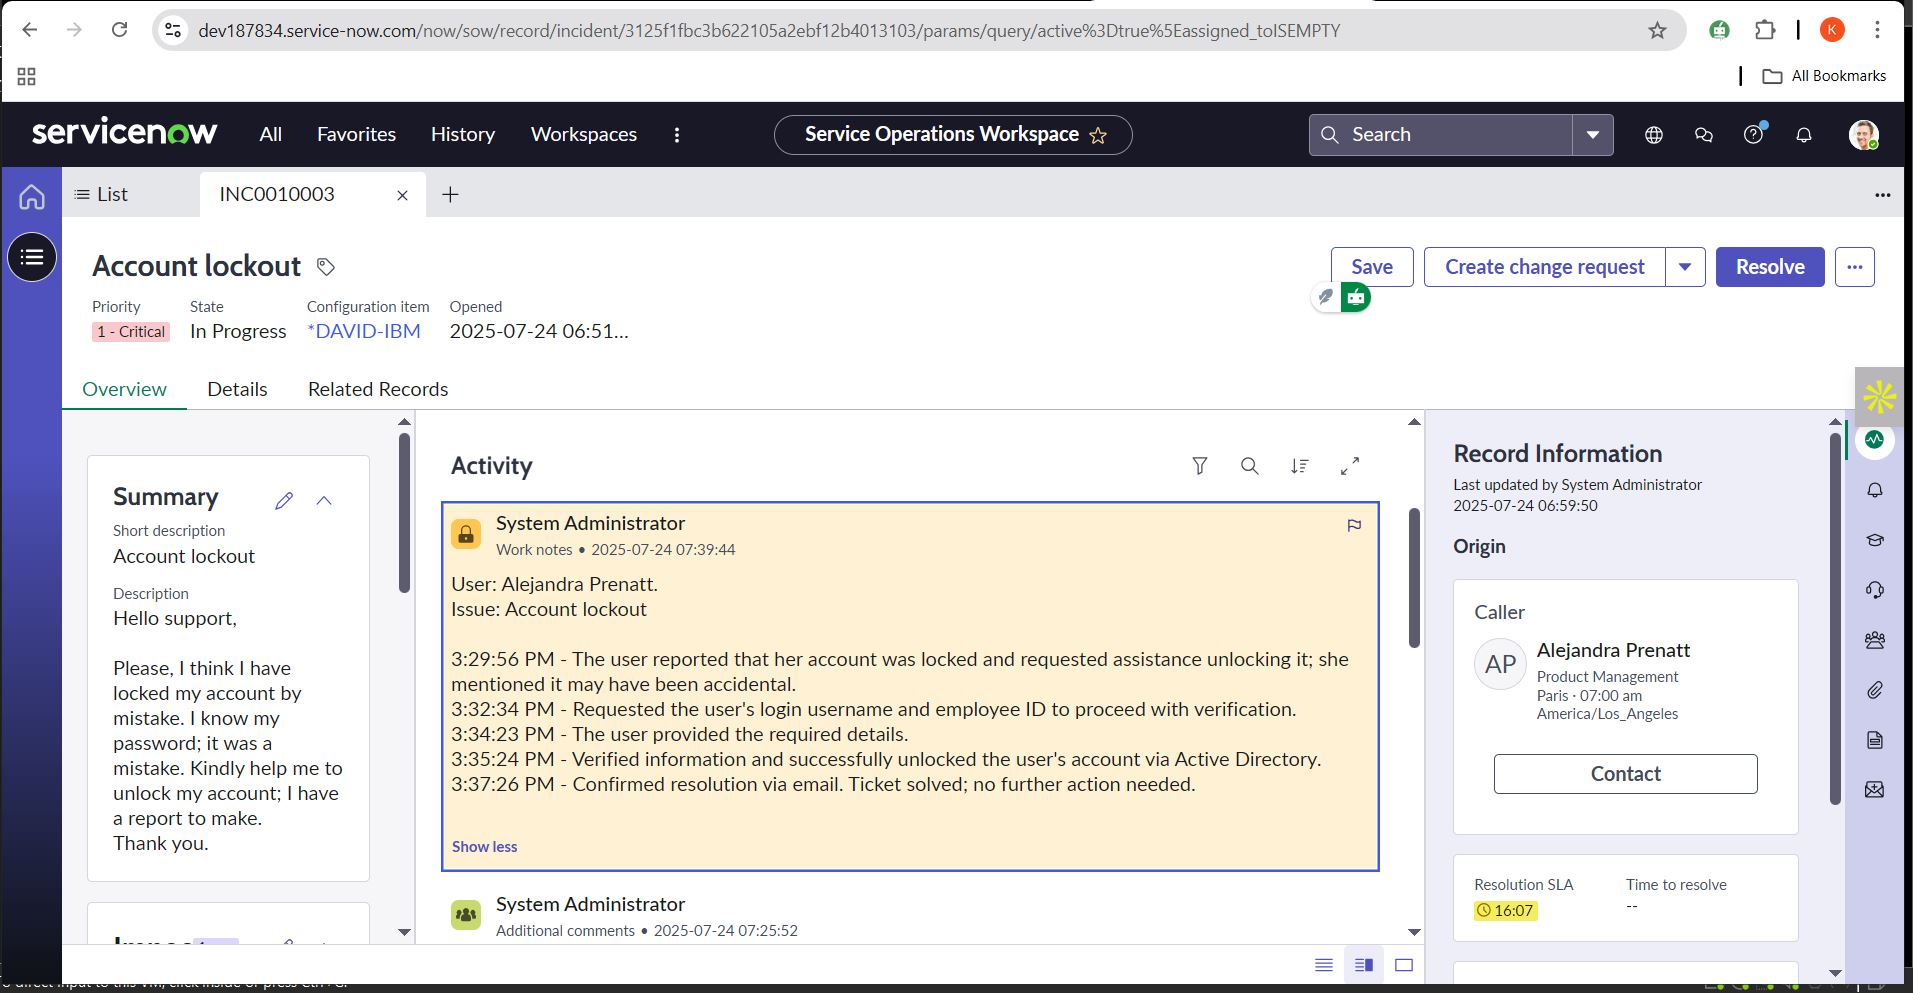 dev187834.service-now.com/now/sow/record/incident/3125f1fbc3b622105a2ebf12b4013103/params/query/active%3Dtrue%5Eassigned_toISEMPTY
K
All Bookmarks
servicenow
All
Favorites
History
Workspaces
Service Operations Workspace
Search
List
INC0010003
Account lockout
Save
Create change request
Resolve
Priority
State
Configuration item
Opened
1 - Critical
In Progress
*DAVID-IBM
2025-07-24 06:51...
Overview
Details
Related Records
Summary
Short description
Account lockout
Description
Hello support,
Please, I think I have
locked my account by
mistake. I know my
password; it was a
mistake. Kindly help me to
unlock my account; I have
a report to make.
Thank you.
Activity
System Administrator
Work notes • 2025-07-24 07:39:44
User: Alejandra Prenatt.
Issue: Account lockout
3:29:56 PM - The user reported that her account was locked and requested assistance unlocking it; she
mentioned it may have been accidental.
3:32:34 PM - Requested the user's login username and employee ID to proceed with verification.
3:34:23 PM - The user provided the required details.
3:35:24 PM - Verified information and successfully unlocked the user's account via Active Directory.
3:37:26 PM - Confirmed resolution via email. Ticket solved; no further action needed.
Show less
System Administrator
Additional comments • 2025-07-24 07:25:52
Record Information
Last updated by System Administrator
2025-07-24 06:59:50
Origin
Caller
AP
Alejandra Prenatt
Product Management
Paris · 07:00 am
America/Los_Angeles
Contact
Resolution SLA
Time to resolve
16:07
--